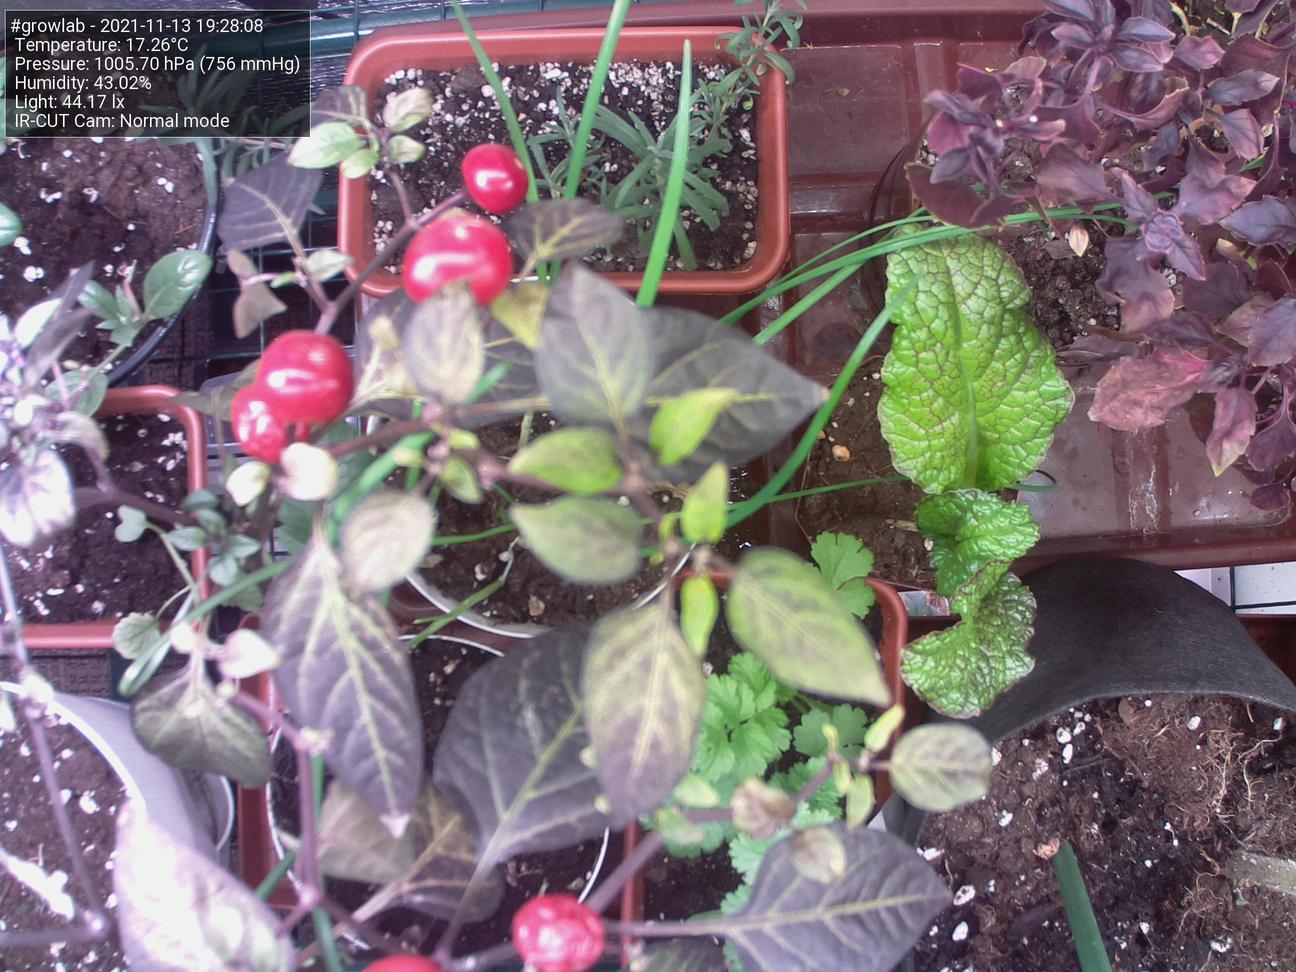 #growlab - 2021-11-13 19:28:08
Temperature: 17.26°C
Pressure: 1005.70 hPa (756 mmHg)
Humidity: 43.02%
Light: 44.17 lx
IR-CUT Cam: Normal mode